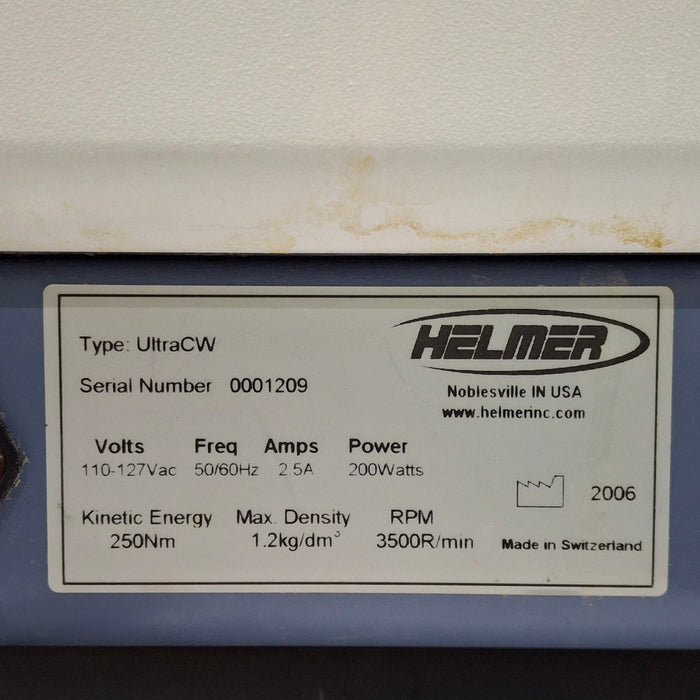 HELMER
Noblesville IN USA
www.helmerinc.com
Type: UltraCW
Serial Number 0001209
Volts Freq Amps Power
110-127Vac 50/60Hz 2.5A 200Watts
2006
Kinetic Energy Max. Density RPM
250Nm 1.2kg/dm³ 3500R/min
Made in Switzerland